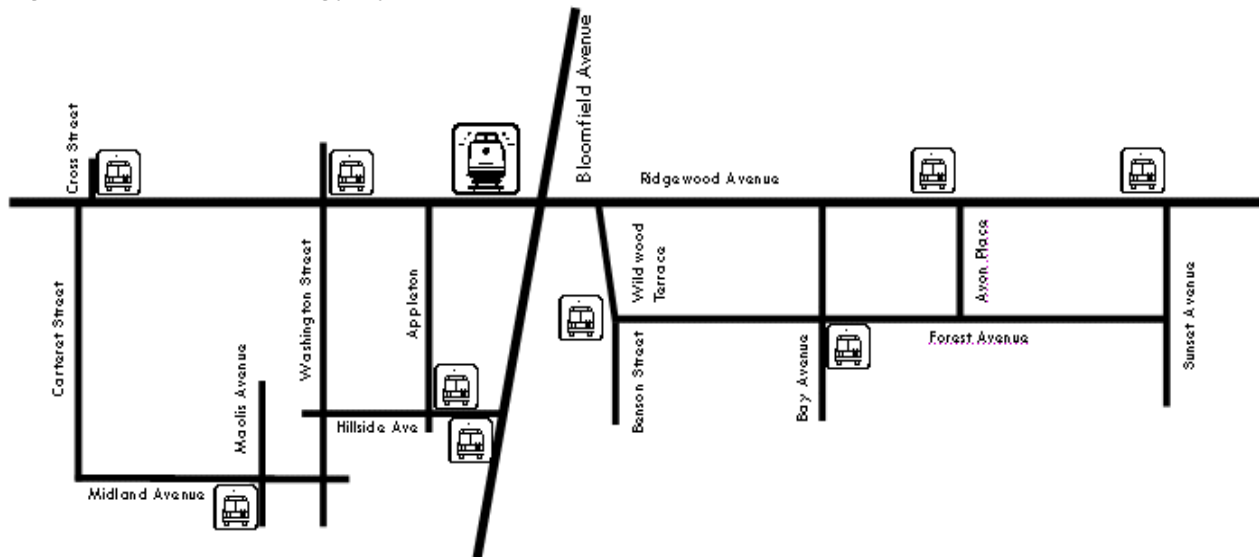 Cross Street
Bloomfield Avenue
Ridgewood Avenue
Carteret Street
Maolis Avenue
Washington Street
Appleton
Wildwood
Terrace
Avon Place
Sunset Avenue
Forest Avenue
Benson Street
Bay Avenue
Hillside Ave
Midland Avenue